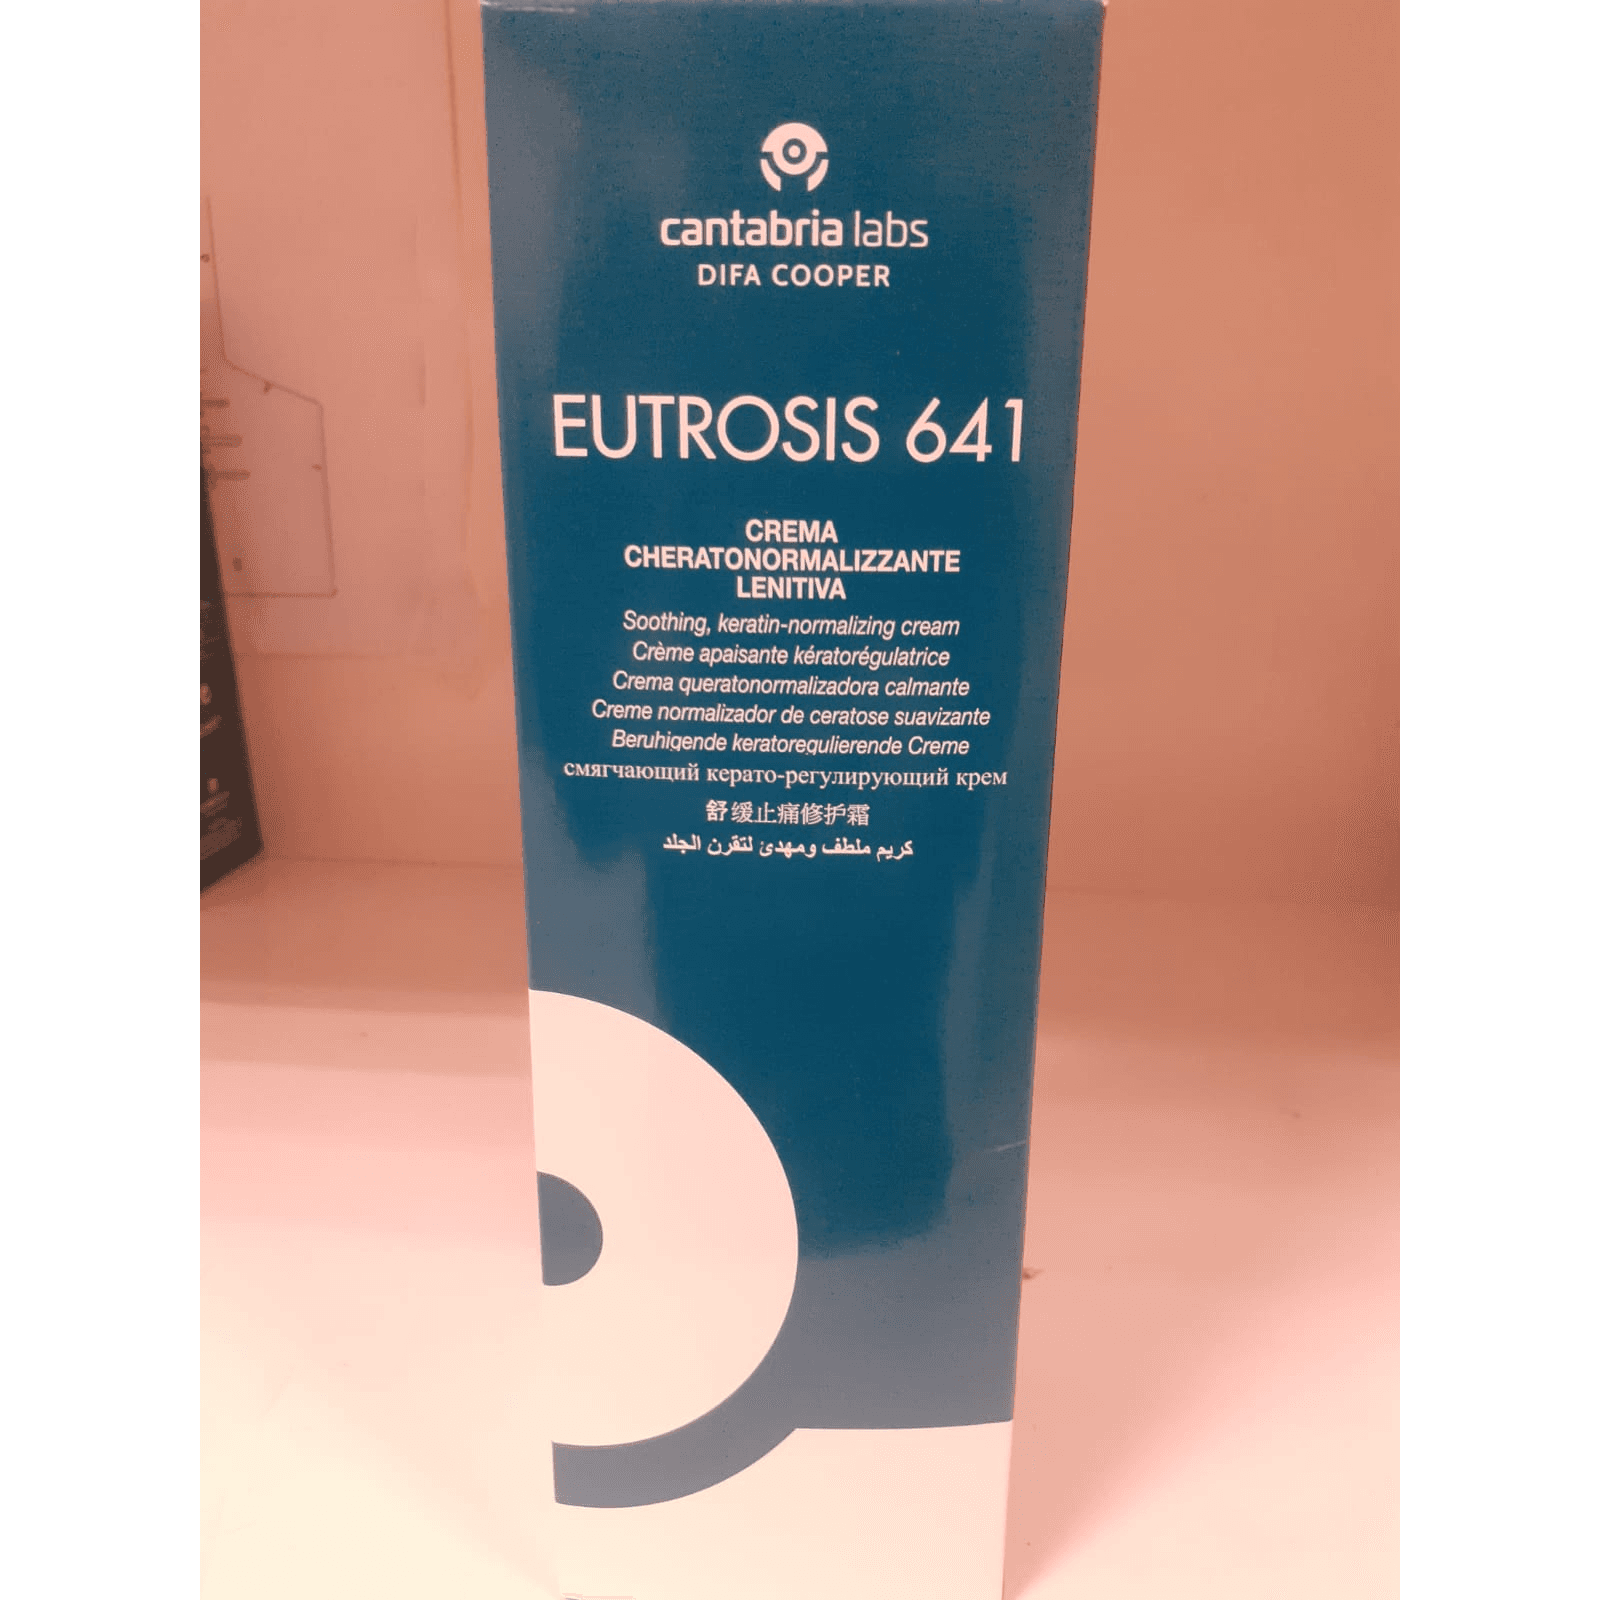 cantabria labs
DIFA COOPER
EUTROSIS 641
CREMA
CHERATONORMALIZZANTE
LENITIVA
Soothing, keratin-normalizing cream
Crème apaisante kératorégulatrice
Crema queratonormalizadora calmante
Creme normalizador de ceratose suavizante
Beruhigende keratoregulierende Creme
смягчающий керато-регулирующий крем
舒缓止痛修护霜
كريم ملطف ومهدئ لتقرن الجلد